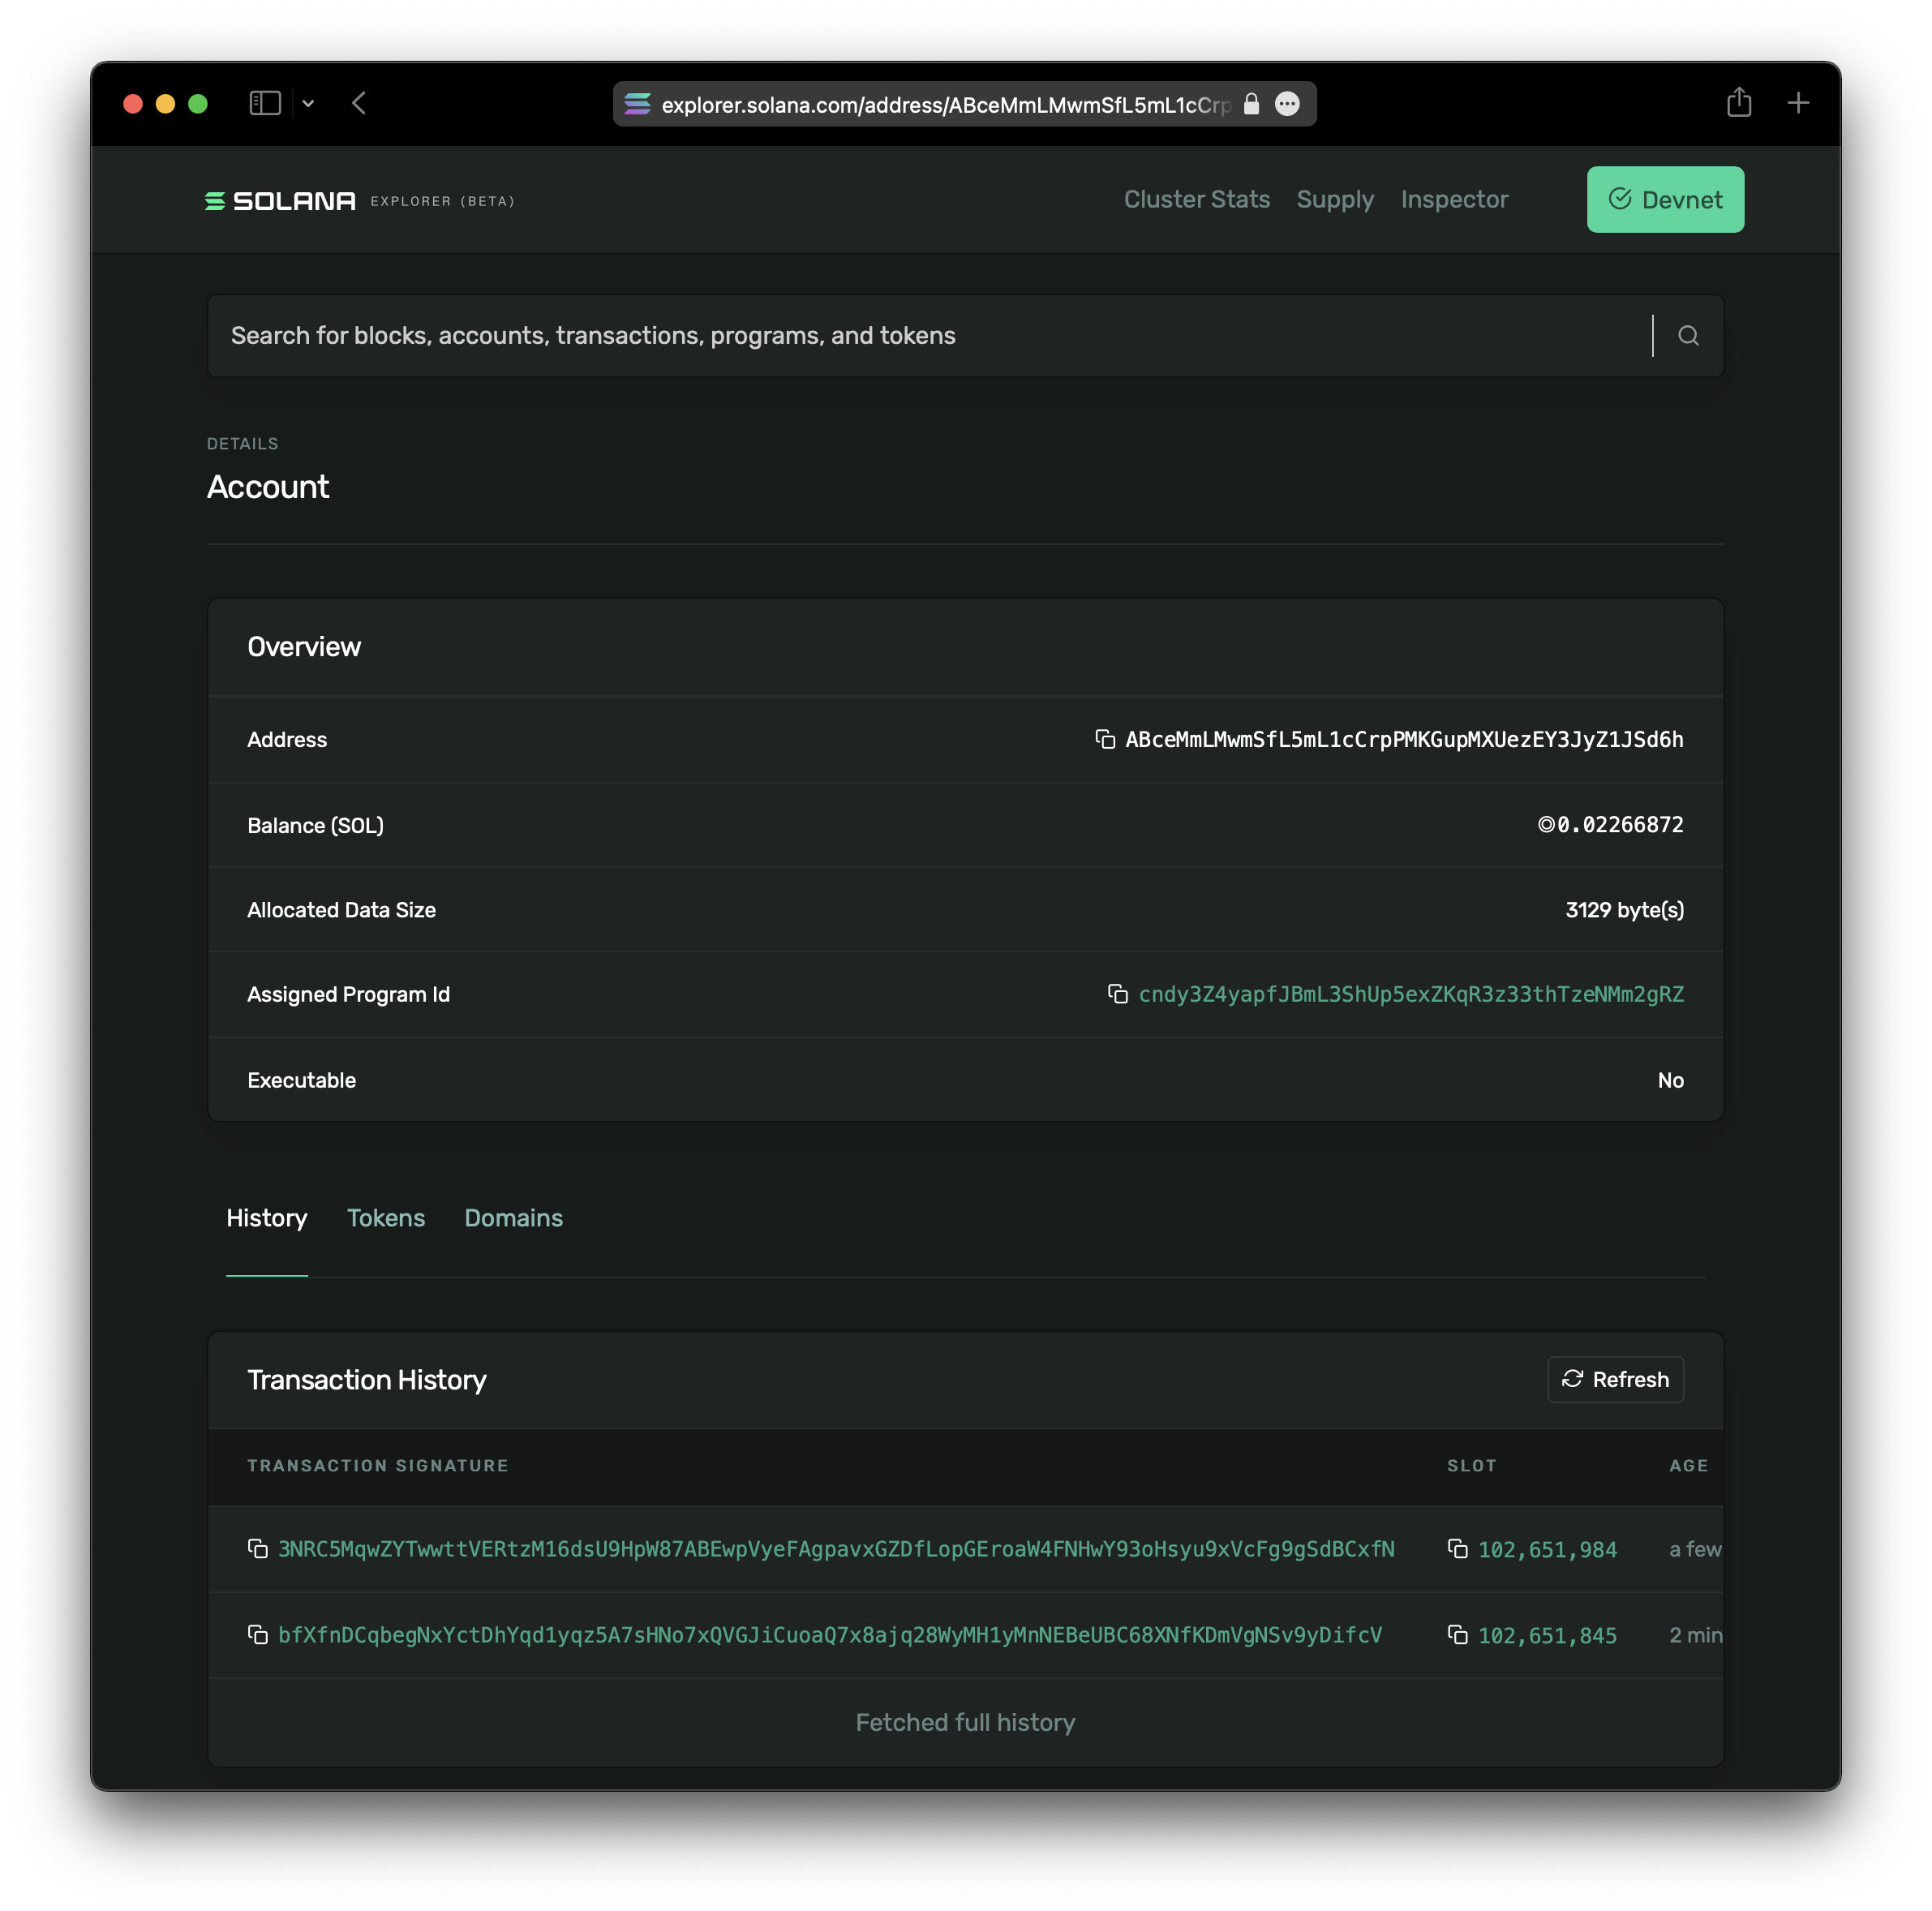 explorer.solana.com/address/ABceMmLMwmSfL5mL1cCrp
SOLANA EXPLORER (BETA) Cluster Stats Supply Inspector Devnet
Search for blocks, accounts, transactions, programs, and tokens
DETAILS
Account
Overview
Address ABceMmLMwmSfL5mL1cCrpPMKGupMXUezEY3JyZ1JSd6h
Balance (SOL) ◎0.02266872
Allocated Data Size 3129 byte(s)
Assigned Program Id cndy3Z4yapfJBmL3ShUp5exZKqR3z33thTzeNMm2gRZ
Executable No
History Tokens Domains
Transaction History Refresh
TRANSACTION SIGNATURE SLOT AGE
3NRC5MqwZYTwwttVERtzM16dsU9HpW87ABEwpVyeFAgpavxGZDfLopGEroaW4FNHwY93oHsyu9xVcFg9gSdBCxfN 102,651,984 a few
bfXfnDCqbegNxYctDhYqd1yqz5A7sHNo7xQVGJiCuoaQ7x8ajq28WyMH1yMnNEBeUBC68XNfKDmVgNSv9yDifcV 102,651,845 2 min
Fetched full history